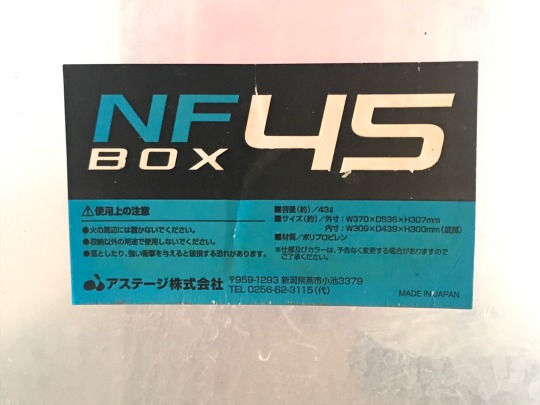 NF
BOX 45
⚠使用上の注意
●火の周辺には置かないでください。
●収納以外の用途で使用しないでください。
●落としたり、強い衝撃を与えると破損する恐れがあります。
■容量(約)/43ℓ
■サイズ(約)/外寸:W370×D536×H307mm
内寸:W309×D439×H300mm(底部)
■材質/ポリプロピレン
※仕様及びカラーは、予告なく変更する場合がありますので
ご了承ください。
アステージ株式会社
〒959-1293 新潟県燕市小池3379
TEL 0256-62-3115(代)
MADE IN JAPAN